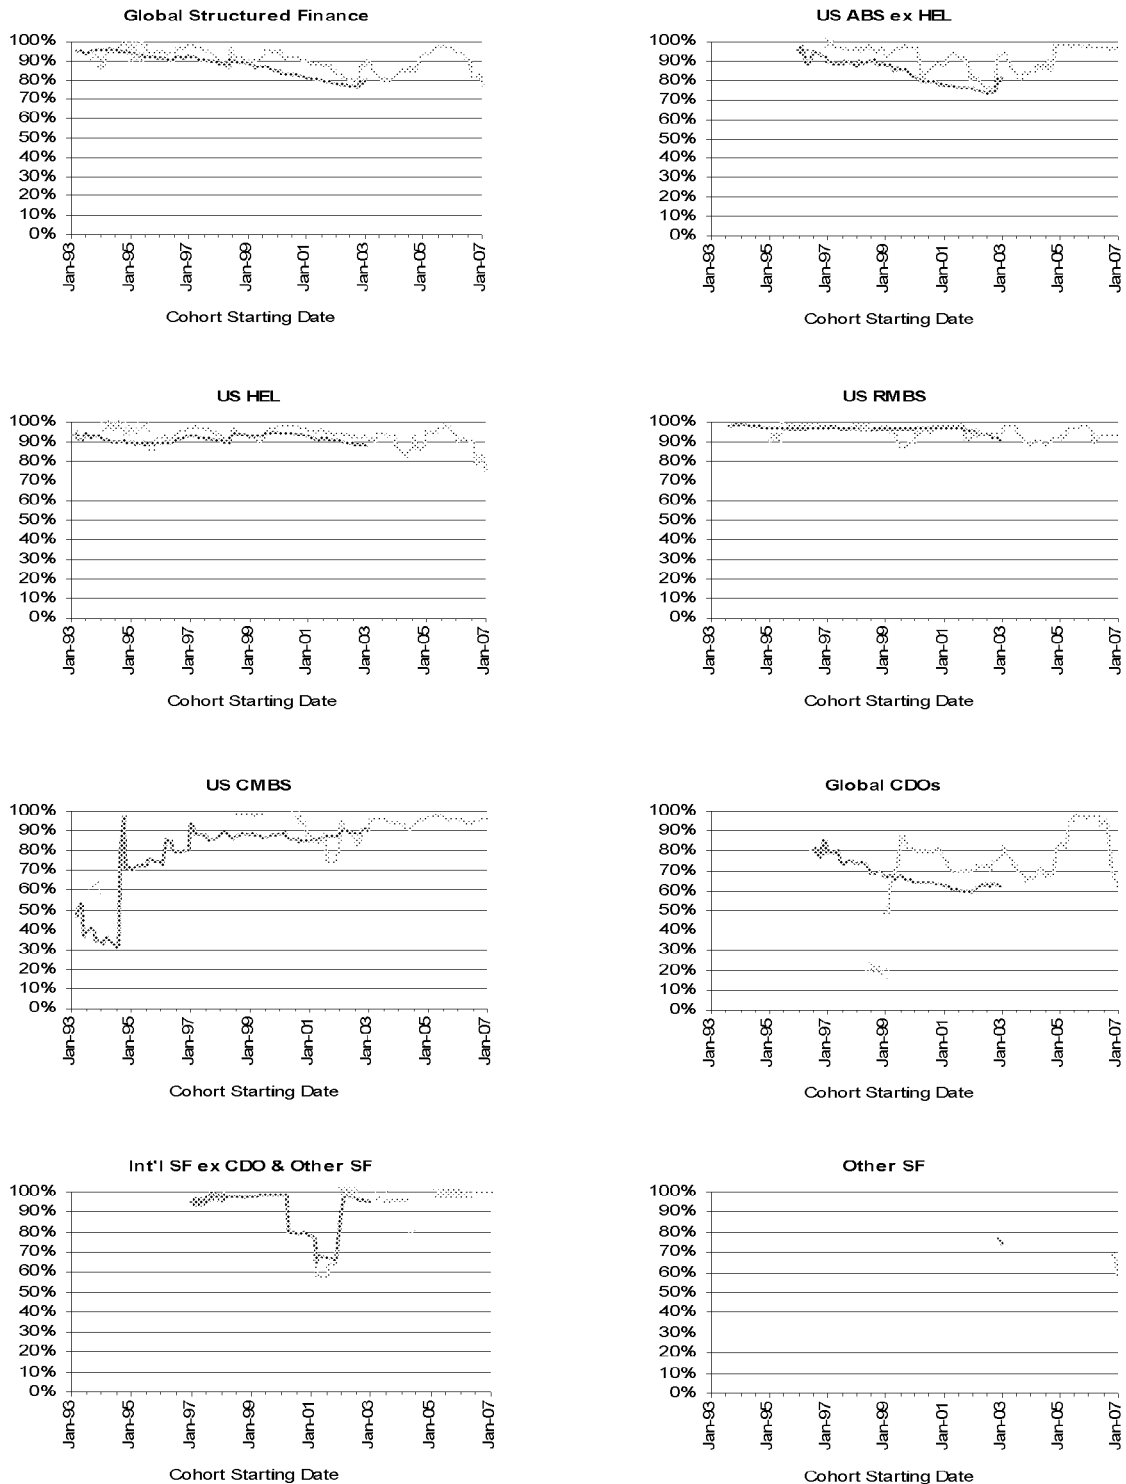 Global Structured Finance
100%
90%
80%
70%
60%
50%
40%
30%
20%
10%
0%
Jan-93
Jan-95
Jan-97
Jan-99
Jan-01
Jan-03
Jan-05
Jan-07
Cohort Starting Date
US ABS ex HEL
100%
90%
80%
70%
60%
50%
40%
30%
20%
10%
0%
Jan-93
Jan-95
Jan-97
Jan-99
Jan-01
Jan-03
Jan-05
Jan-07
Cohort Starting Date
US HEL
100%
90%
80%
70%
60%
50%
40%
30%
20%
10%
0%
Jan-93
Jan-95
Jan-97
Jan-99
Jan-01
Jan-03
Jan-05
Jan-07
Cohort Starting Date
US RMBS
100%
90%
80%
70%
60%
50%
40%
30%
20%
10%
0%
Jan-93
Jan-95
Jan-97
Jan-99
Jan-01
Jan-03
Jan-05
Jan-07
Cohort Starting Date
US CMBS
100%
90%
80%
70%
60%
50%
40%
30%
20%
10%
0%
Jan-93
Jan-95
Jan-97
Jan-99
Jan-01
Jan-03
Jan-05
Jan-07
Cohort Starting Date
Global CDOs
100%
90%
80%
70%
60%
50%
40%
30%
20%
10%
0%
Jan-93
Jan-95
Jan-97
Jan-99
Jan-01
Jan-03
Jan-05
Jan-07
Cohort Starting Date
Int'l SF ex CDO & Other SF
100%
90%
80%
70%
60%
50%
40%
30%
20%
10%
0%
Jan-93
Jan-95
Jan-97
Jan-99
Jan-01
Jan-03
Jan-05
Jan-07
Cohort Starting Date
Other SF
100%
90%
80%
70%
60%
50%
40%
30%
20%
10%
0%
Jan-93
Jan-95
Jan-97
Jan-99
Jan-01
Jan-03
Jan-05
Jan-07
Cohort Starting Date